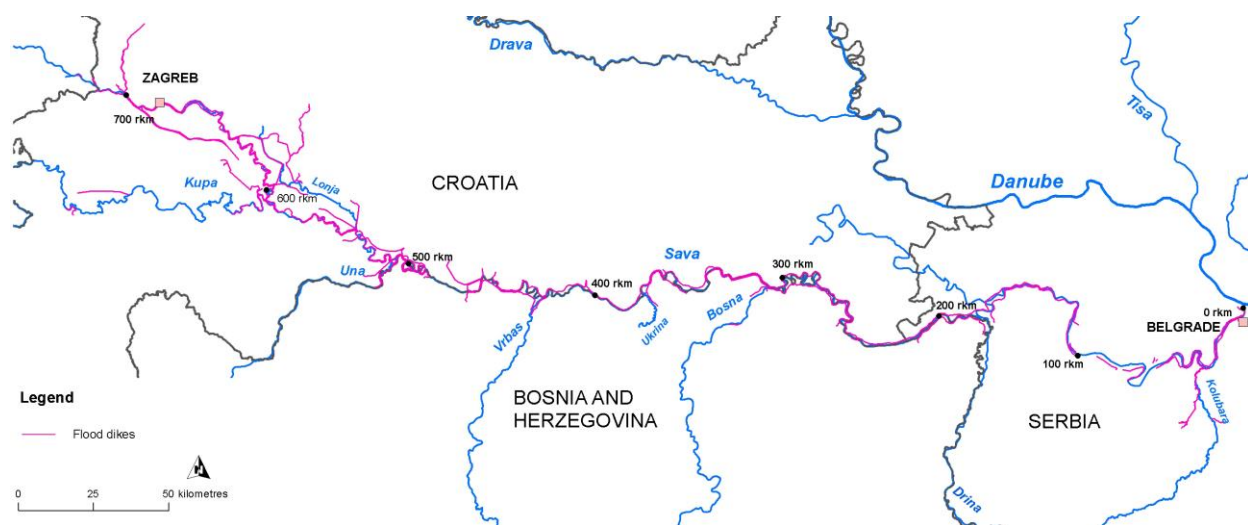 Drava
ZAGREB
Tisa
700 rkm
Kupa
Lonja
600 rkm
CROATIA
Danube
Una
500 rkm
Sava
300 rkm
400 rkm
Bosna
200 rkm
0 rkm
BELGRADE
Vrbas
Ukrina
100 rkm
Kolubara
Legend
Flood dikes
BOSNIA AND
HERZEGOVINA
SERBIA
N
0 25 50 kilometres
Drina